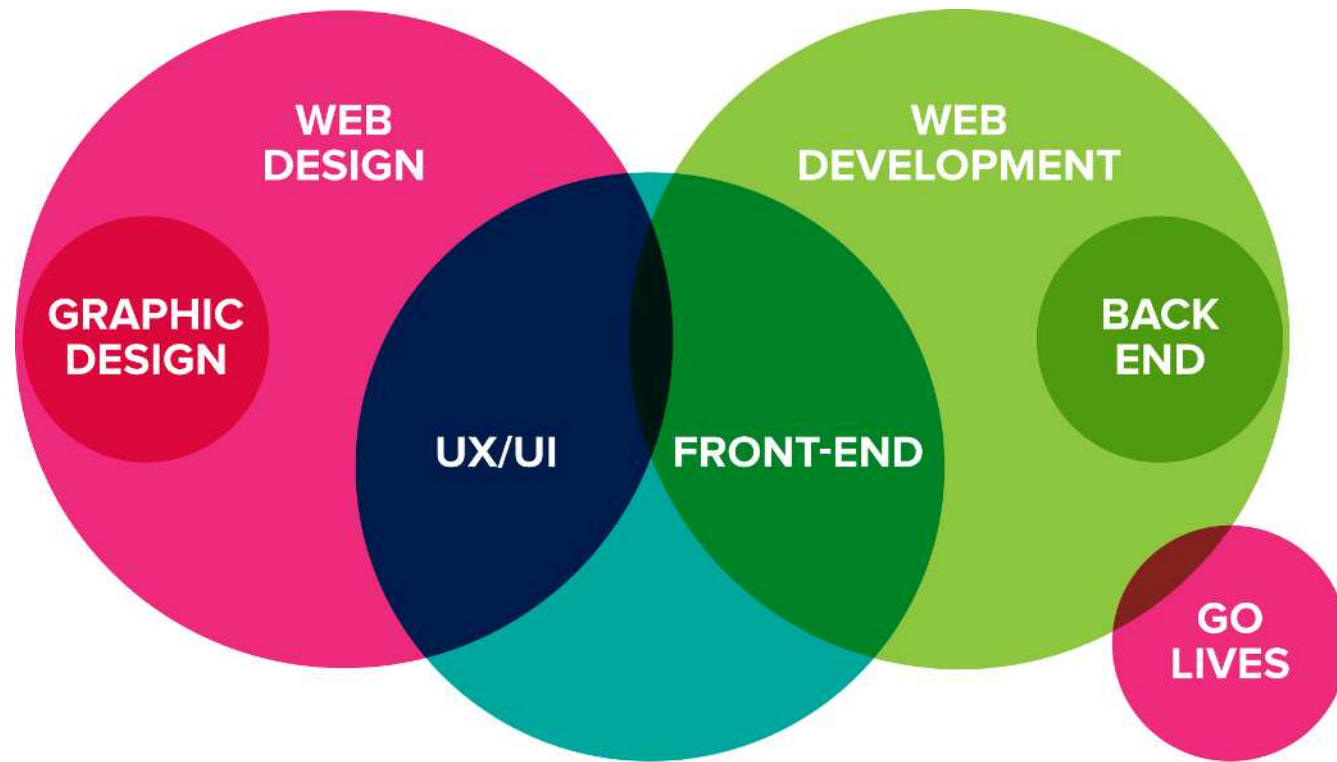 WEB
DESIGN
WEB
DEVELOPMENT
GRAPHIC
DESIGN
BACK
END
UX/UI
FRONT-END
GO
LIVES